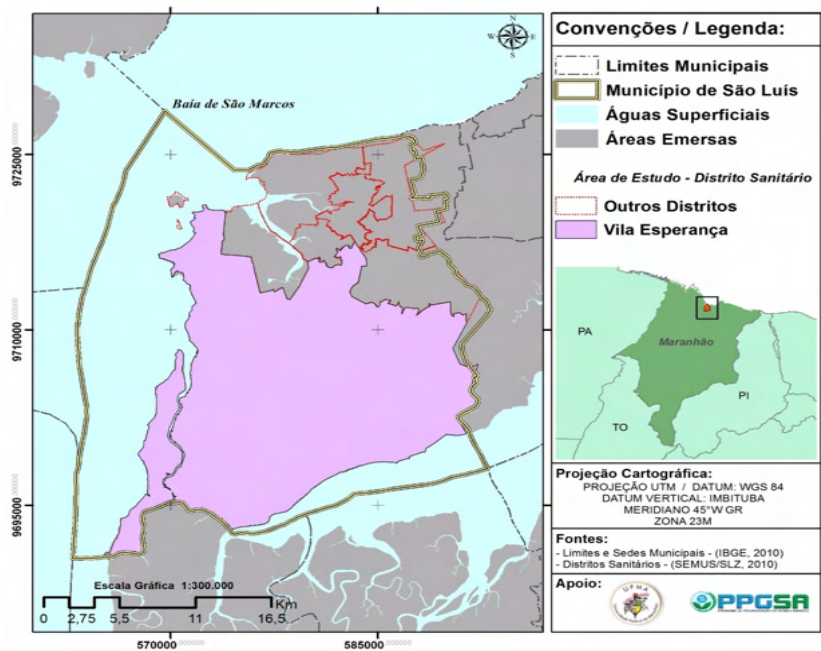 Baia de São Marcos
N
W
E
S
9725000
9710000
9695000
Escala Gráfica 1:300.000
Km
0
2,75
5,5
11
16,5
570000
585000
Convenções / Legenda:
Limites Municipais
Município de São Luís
Águas Superficiais
Áreas Emersas
Área de Estudo - Distrito Sanitário
Outros Distritos
Vila Esperança
PA
Maranhão
PI
TO
Projeção Cartográfica:
PROJEÇÃO UTM / DATUM: WGS 84
DATUM VERTICAL: IMBITUBA
MERIDIANO 45°W GR
ZONA 23M
Fontes:
- Limites e Sedes Municipais - (IBGE, 2010)
- Distritos Sanitários - (SEMUS/SLZ, 2010)
Apoio:
UFMA
PPGSA